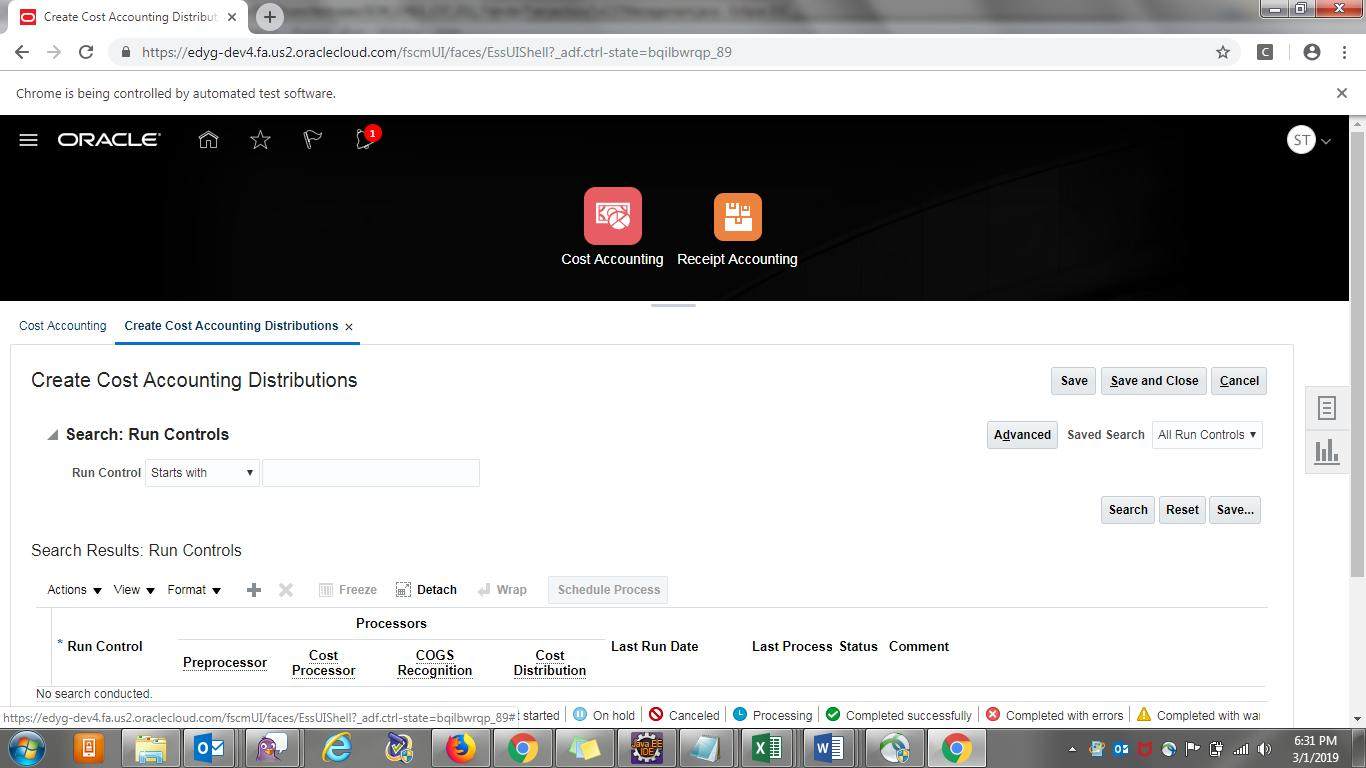 Create Cost Accounting Distribut
https://edyg-dev4.fa.us2.oraclecloud.com/fscmUI/faces/EssUIShell?_adf.ctrl-state=bqilbwrqp_89
C
Chrome is being controlled by automated test software.
ORACLE
1
ST
Cost Accounting
Receipt Accounting
Cost Accounting
Create Cost Accounting Distributions
Create Cost Accounting Distributions
Save
Save and Close
Cancel
Search: Run Controls
Advanced
Saved Search
All Run Controls
Run Control
Starts with
Search
Reset
Save...
Search Results: Run Controls
Actions
View
Format
Freeze
Detach
Wrap
Schedule Process
Processors
* Run Control
Preprocessor
Cost Processor
COGS Recognition
Cost Distribution
Last Run Date
Last Process
Status
Comment
No search conducted.
https://edyg-dev4.fa.us2.oraclecloud.com/fscmUI/faces/EssUIShell?_adf.ctrl-state=bqilbwrqp_89#
started
On hold
Canceled
Processing
Completed successfully
Completed with errors
Completed with war
Java EE
IDE
6:31 PM
3/1/2019